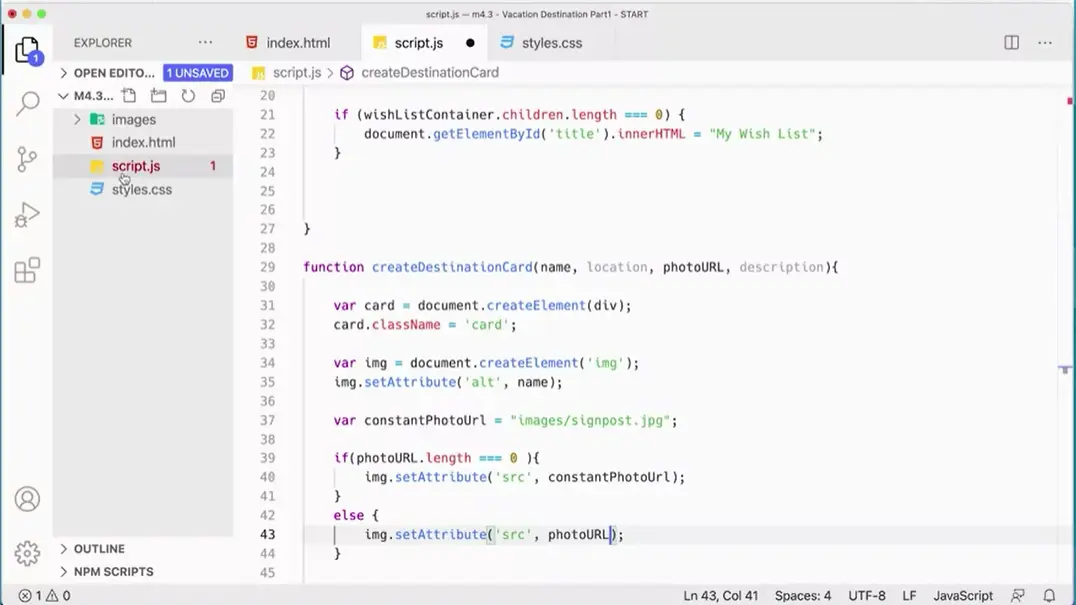 script.js — m4.3 - Vacation Destination Part1 - START
EXPLORER
index.html
script.js
styles.css
1
OPEN EDITO... 1 UNSAVED
script.js > createDestinationCard
M4.3...
images
index.html
script.js 1
styles.css
20
21 if (wishListContainer.children.length === 0) {
22 document.getElementById('title').innerHTML = "My Wish List";
23 }
24
25
26
27 }
28
29 function createDestinationCard(name, location, photoURL, description){
30
31 var card = document.createElement(div);
32 card.className = 'card';
33
34 var img = document.createElement('img');
35 img.setAttribute('alt', name);
36
37 var constantPhotoUrl = "images/signpost.jpg";
38
39 if(photoURL.length === 0 ){
40 img.setAttribute('src', constantPhotoUrl);
41 }
42 else {
43 img.setAttribute('src', photoURL);
44 }
45
OUTLINE
NPM SCRIPTS
1 0
Ln 43, Col 41 Spaces: 4 UTF-8 LF JavaScript